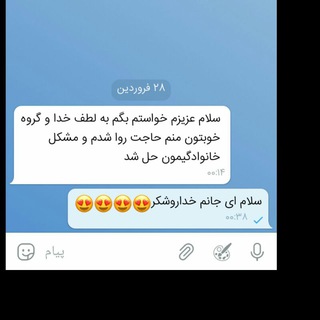 ۲۸ فروردین
سلام عزیزم خواستم بگم به لطف خدا و گروه
خوبتون منم حاجت روا شدم و مشکل
خانوادگیمون حل شد
۰۰:۱۴
سلام ای جانم خداروشکر😍😍😍😍
۰۰:۳۸
پیام